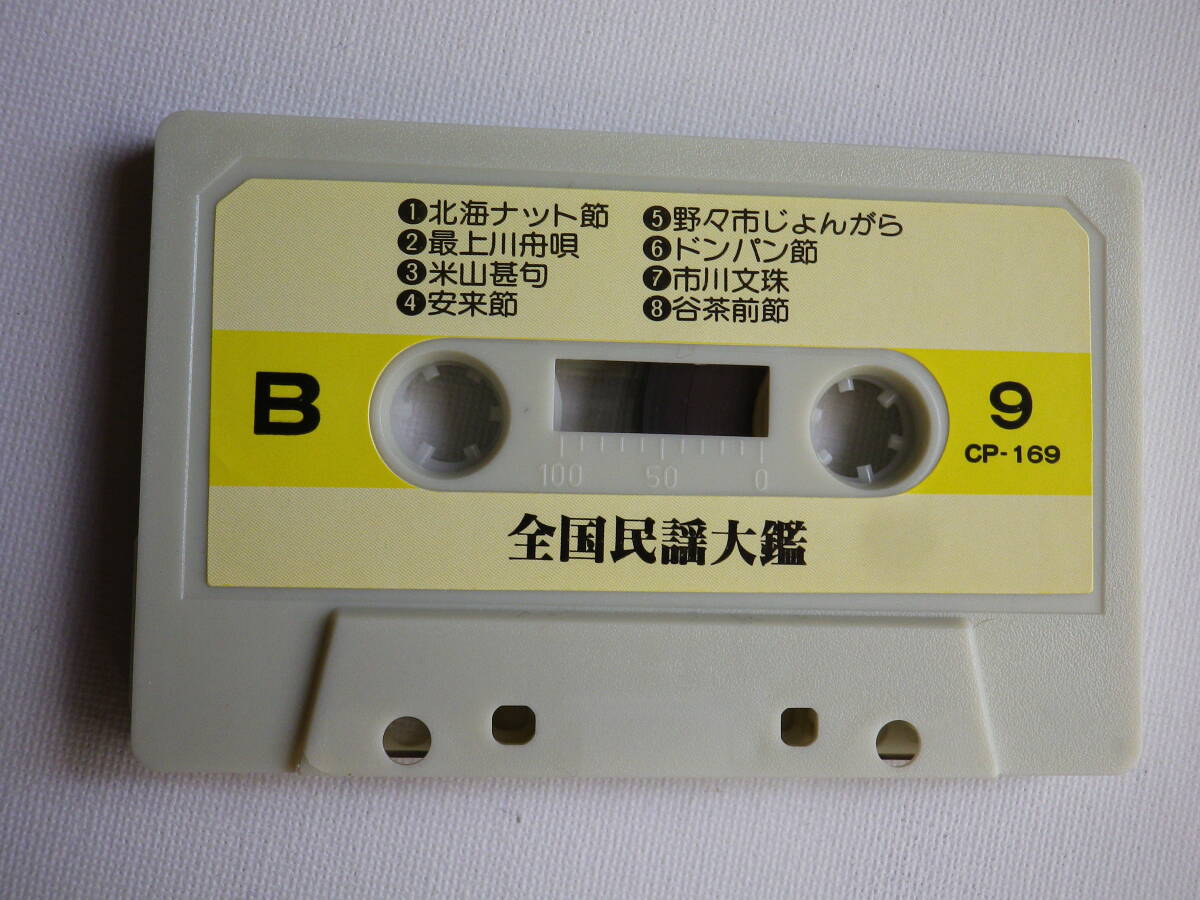 ❶北海ナット節
❷最上川舟唄
❸米山甚句
❹安来節
❺野々市じょんがら
❻ドンパン節
❼市川文珠
❽谷茶前節
B
9
CP-169
100 50 0
全国民謡大鑑